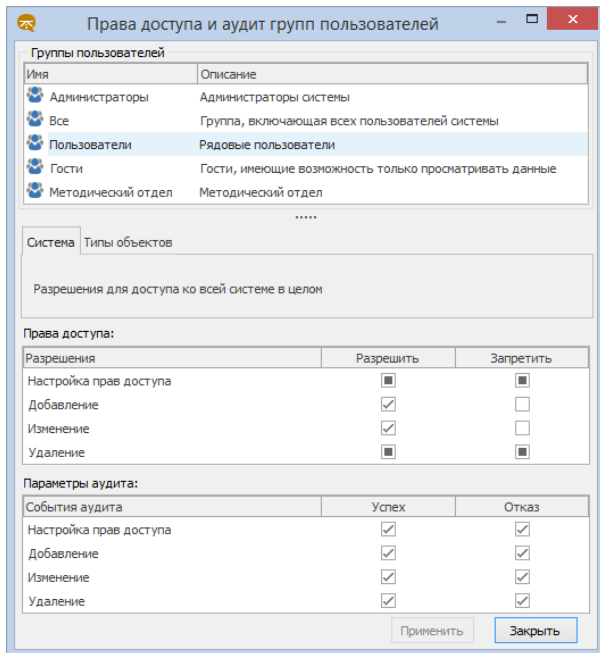 Права доступа и аудит групп пользователей
Группы пользователей
Имя Описание
Администраторы Администраторы системы
Все Группа, включающая всех пользователей системы
Пользователи Рядовые пользователи
Гости Гости, имеющие возможность только просматривать данные
Методический отдел Методический отдел
Система Типы объектов
Разрешения для доступа ко всей системе в целом
Права доступа:
Разрешения Разрешить Запретить
Настройка прав доступа
Добавление
Изменение
Удаление
Параметры аудита:
События аудита Успех Отказ
Настройка прав доступа
Добавление
Изменение
Удаление
Применить Закрыть